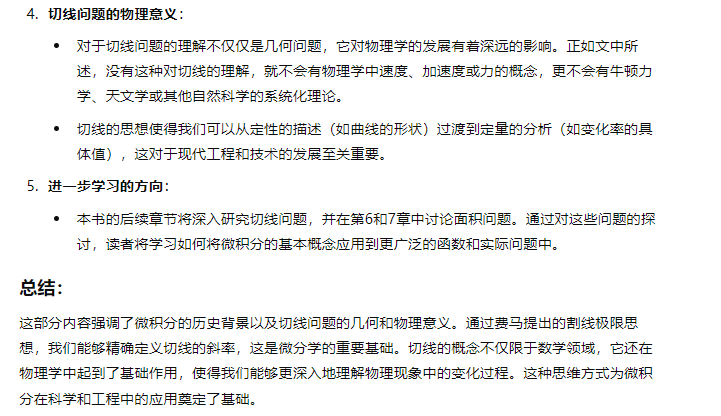 4. 切线问题的物理意义：
• 对于切线问题的理解不仅仅是几何问题，它对物理学的发展有着深远的影响。正如文中所
述，没有这种对切线的理解，就不会有物理学中速度、加速度或力的概念，更不会有牛顿力
学、天文学或其他自然科学的系统化理论。
• 切线的思想使得我们可以从定性的描述（如曲线的形状）过渡到定量的分析（如变化率的具
体值），这对于现代工程和技术的发展至关重要。
5. 进一步学习的方向：
• 本书的后续章节将深入研究切线问题，并在第6和7章中讨论面积问题。通过对这些问题的探
讨，读者将学习如何将微积分的基本概念应用到更广泛的函数和实际问题中。
总结：
这部分内容强调了微积分的历史背景以及切线问题的几何和物理意义。通过费马提出的割线极限思
想，我们能够精确定义切线的斜率，这是微分学的重要基础。切线的概念不仅限于数学领域，它还在
物理学中起到了基础作用，使得我们能够更深入地理解物理现象中的变化过程。这种思维方式为微积
分在科学和工程中的应用奠定了基础。